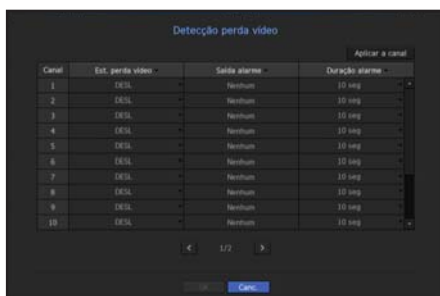 Detecção perda vídeo
Aplicar a canal
Canal Est. perda vídeo Saída alarme Duração alarme
1 DESL Nenhum 10 seg
2 DESL Nenhum 10 seg
3 DESL Nenhum 10 seg
4 DESL Nenhum 10 seg
5 DESL Nenhum 10 seg
6 DESL Nenhum 10 seg
7 DESL Nenhum 10 seg
8 DESL Nenhum 10 seg
9 DESL Nenhum 10 seg
10 DESL Nenhum 10 seg
< 1/2 >
Canc.